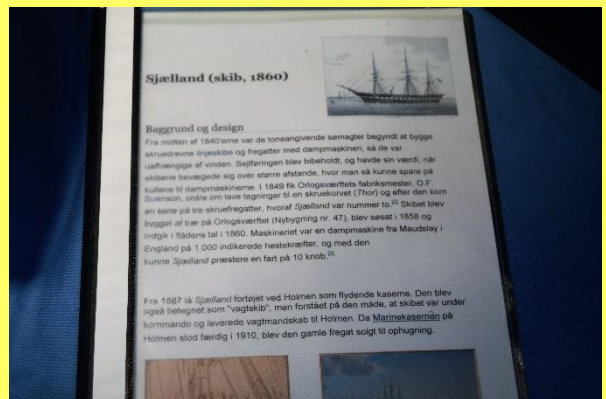 Sjælland (skib, 1860)
Baggrund og design
Fra midten af 1840'erne var de toneangivende sømagter begyndt at bygge
skruedrevne linjeskibe og fregatter med dampmaskineri, så de var
uafhængige af vinden. Sejlføringen blev bibeholdt, og havde sin værdi, når
skibene bevægede sig over større afstande, hvor man så kunne spare på
kullene til dampmaskinerne. I 1849 fik Orlogsværftets fabriksmester, O.F.
Suenson, ordre om lave tegninger til en skruekorvet (Thor) og efter den kom
en serie på tre skruefregatter, hvoraf Sjælland var nummer to.[2] Skibet blev
bygget af træ på Orlogsværftet (Nybygning nr. 47), blev søsat i 1858 og
indgik i flådens tal i 1860. Maskineriet var en dampmaskine fra Maudslay i
England på 1.000 indikerede hestekræfter, og med den
kunne Sjælland præstere en fart på 10 knob.[3]
Fra 1887 lå Sjælland fortøjet ved Holmen som flydende kaserne. Den blev
også betegnet som "vagtskib", men forstået på den måde, at skibet var under
kommando og leverede vagtmandskab til Holmen. Da Marinekasernen på
Holmen stod færdig i 1910, blev den gamle fregat solgt til ophugning.